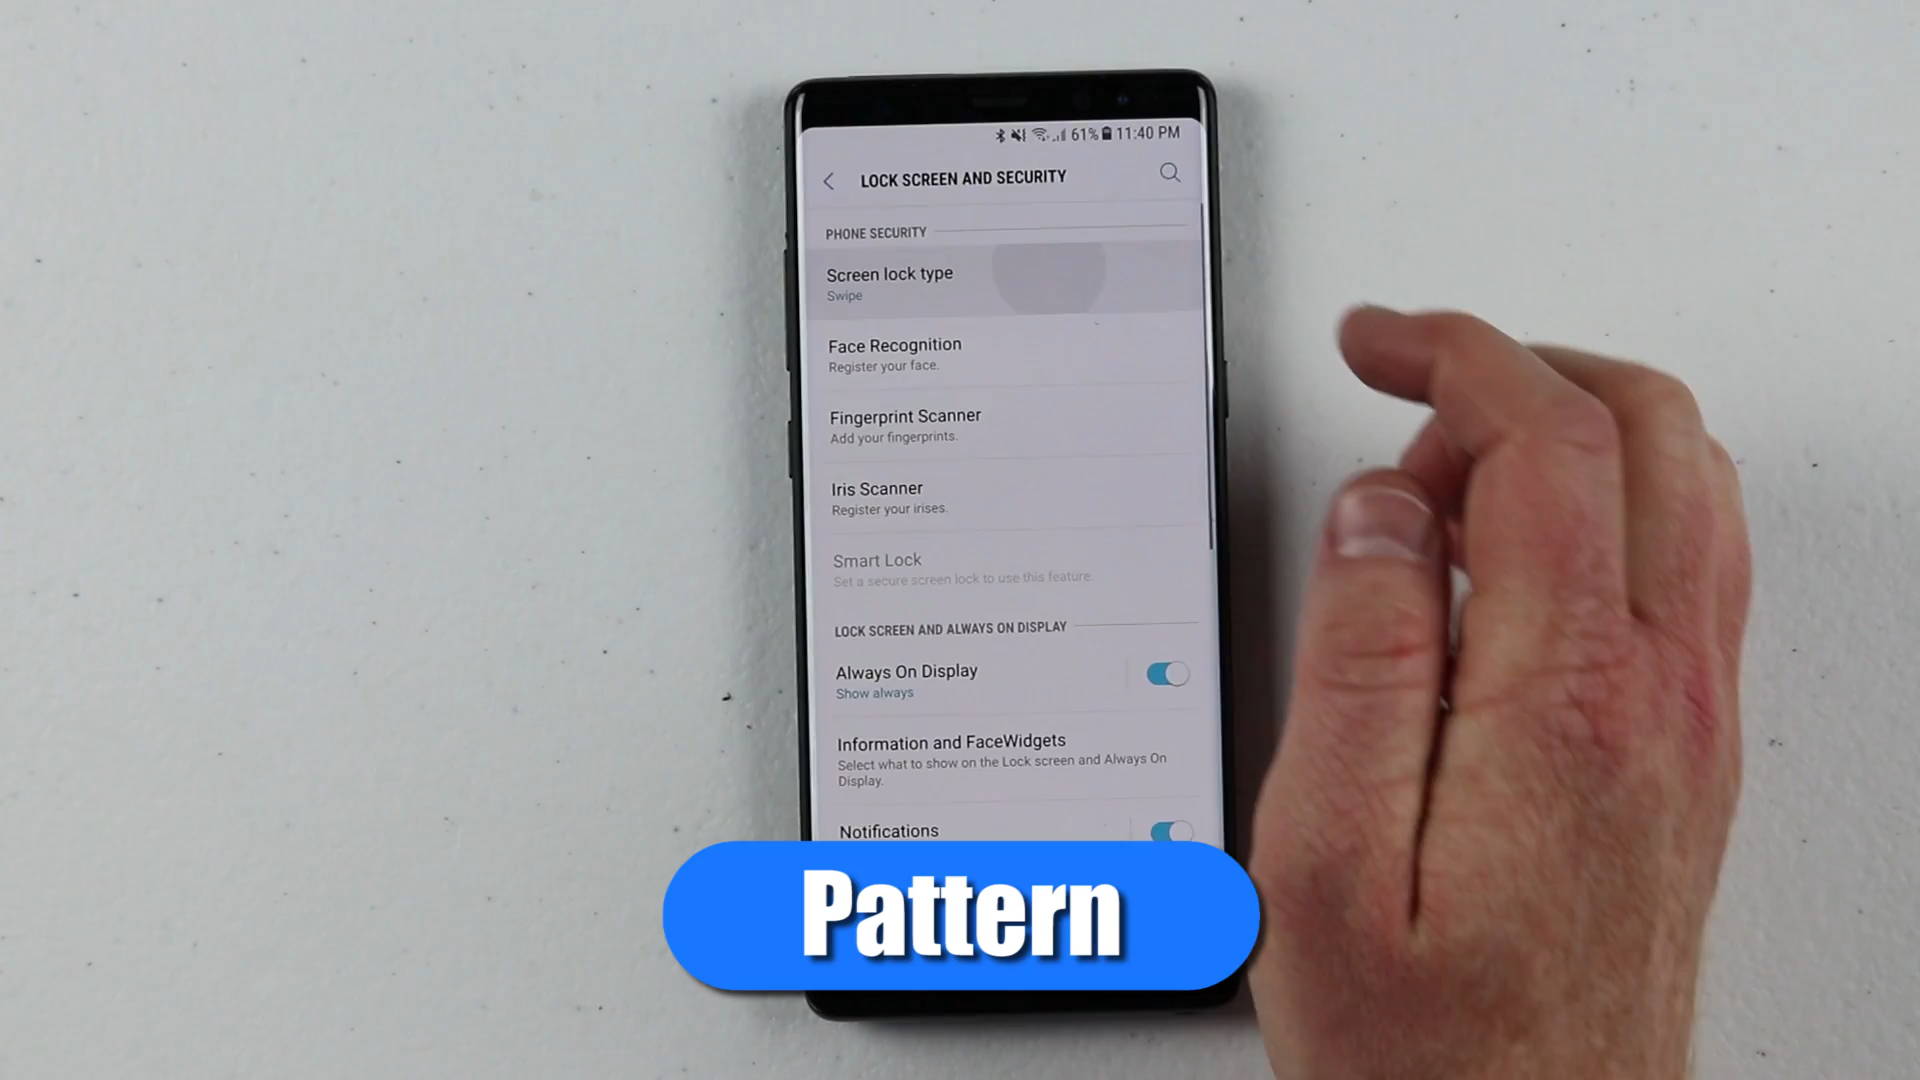 61% 11:40 PM
LOCK SCREEN AND SECURITY
PHONE SECURITY
Screen lock type
Swipe
Face Recognition
Register your face.
Fingerprint Scanner
Add your fingerprints.
Iris Scanner
Register your irises.
Smart Lock
Set a secure screen lock to use this feature.
LOCK SCREEN AND ALWAYS ON DISPLAY
Always On Display
Show always
Information and FaceWidgets
Select what to show on the Lock screen and Always On
Display.
Notifications
Pattern